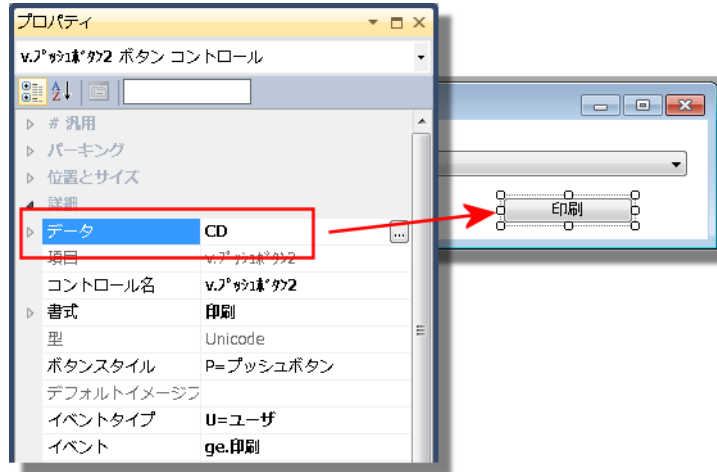 プロパティ
v.ﾌﾟｯｼｭﾎﾞﾀﾝ2 ボタン コントロール
# 汎用
パーキング
位置とサイズ
詳細
データ CD ...
項目 v.ﾌﾟｯｼｭﾎﾞﾀﾝ2
コントロール名 v.ﾌﾟｯｼｭﾎﾞﾀﾝ2
書式 印刷
型 Unicode
ボタンスタイル P=プッシュボタン
デフォルトイメージフ
イベントタイプ U=ユーザ
イベント ge.印刷
印刷